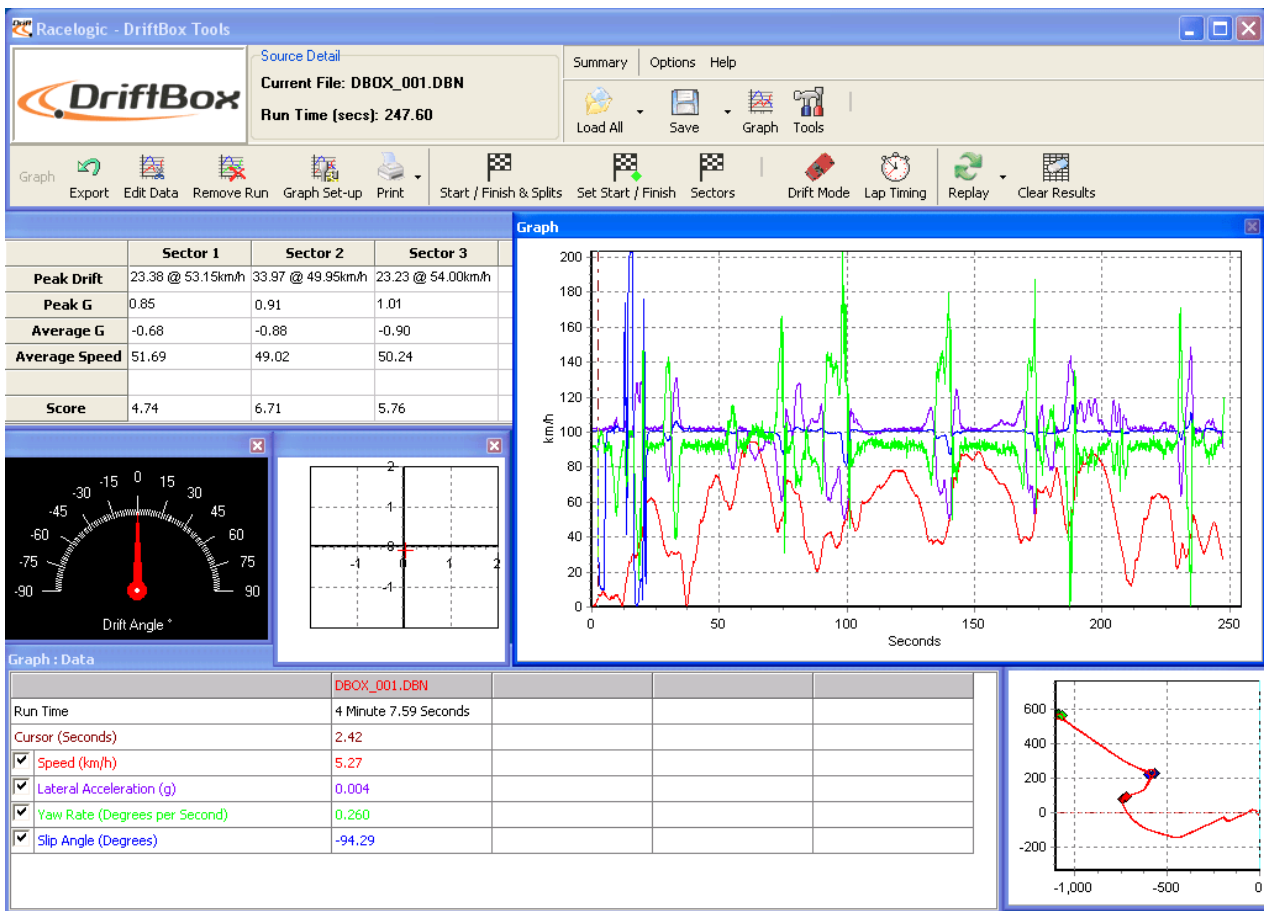 Racelogic - DriftBox Tools
DriftBox
Source Detail
Current File: DBOX_001.DBN
Run Time (secs): 247.60
Summary Options Help
Load All Save Graph Tools
Graph Export Edit Data Remove Run Graph Set-up Print Start / Finish & Splits Set Start / Finish Sectors Drift Mode Lap Timing Replay Clear Results
Sector 1 Sector 2 Sector 3
Peak Drift 23.38 @ 53.15km/h 33.97 @ 49.95km/h 23.23 @ 54.00km/h
Peak G 0.85 0.91 1.01
Average G -0.68 -0.88 -0.90
Average Speed 51.69 49.02 50.24
Score 4.74 6.71 5.76
Graph
200
180
160
140
120
100
80
60
40
20
0
km/h
0 50 100 150 200 250
Seconds
-90 -75 -60 -45 -30 -15 0 15 30 45 60 75 90
Drift Angle °
2
1
0
-1
-1 0 1 2
Graph : Data
DBOX_001.DBN
Run Time 4 Minute 7.59 Seconds
Cursor (Seconds) 2.42
Speed (km/h) 5.27
Lateral Acceleration (g) 0.004
Yaw Rate (Degrees per Second) 0.260
Slip Angle (Degrees) -94.29
600
400
200
0
-200
-1,000 -500 0